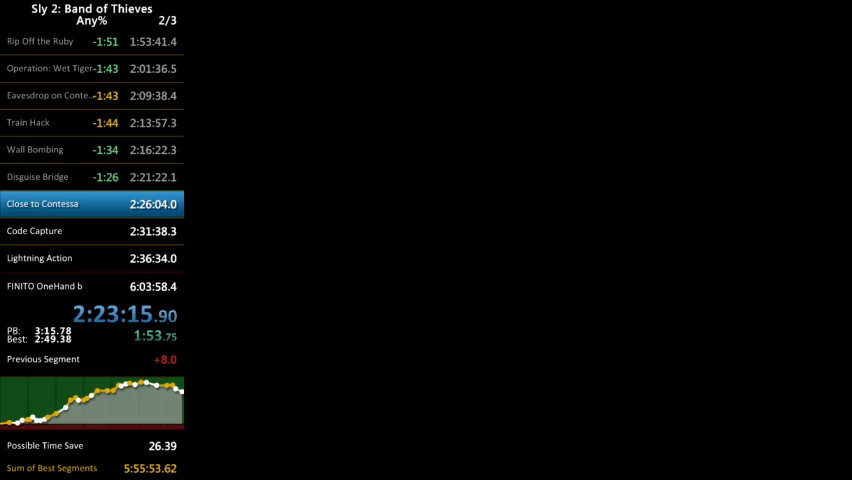 Sly 2: Band of Thieves
Any% 2/3
Rip Off the Ruby -1:51 1:53:41.4
Operation: Wet Tiger -1:43 2:01:36.5
Eavesdrop on Conte... -1:43 2:09:38.4
Train Hack -1:44 2:13:57.3
Wall Bombing -1:34 2:16:22.3
Disguise Bridge -1:26 2:21:22.1
Close to Contessa 2:26:04.0
Code Capture 2:31:38.3
Lightning Action 2:36:34.0
FINITO OneHand b 6:03:58.4
2:23:15.90
PB: 3:15.78
Best: 2:49.38 1:53.75
Previous Segment +8.0
Possible Time Save 26.39
Sum of Best Segments 5:55:53.62